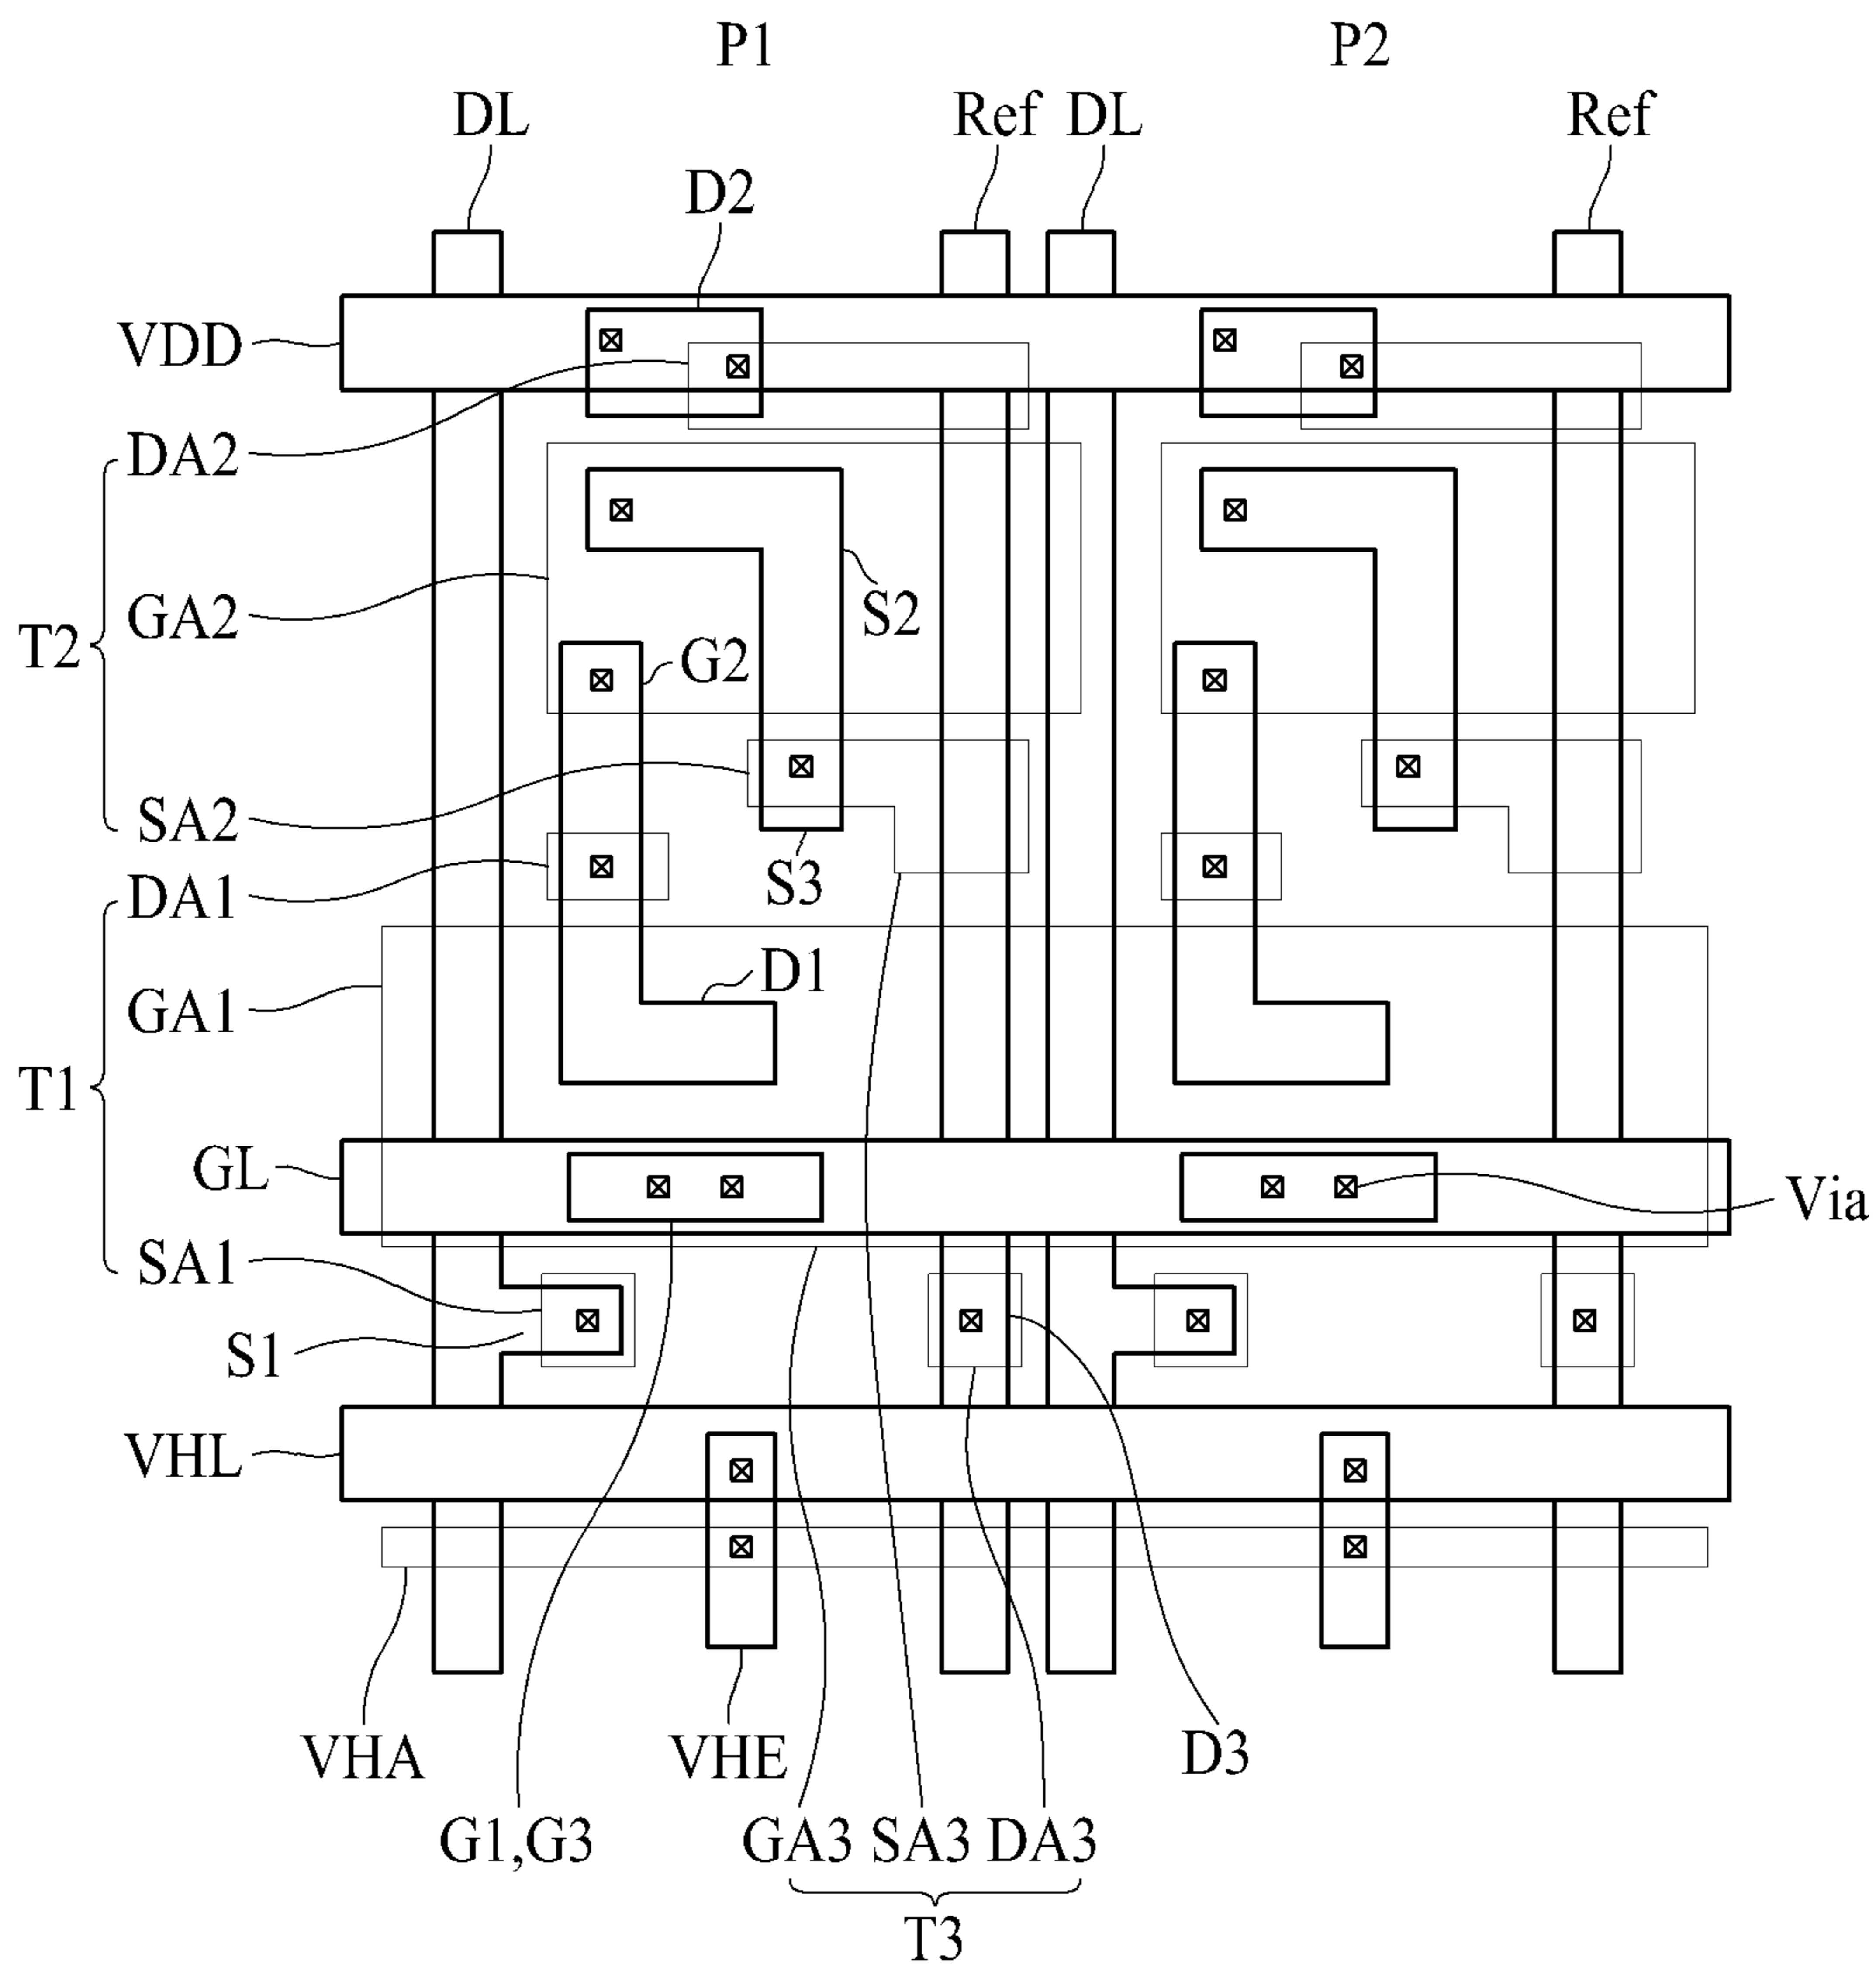 P1 P2
DL Ref DL Ref
D2
VDD
DA2
T2 GA2 S2
G2
SA2
DA1 S3
GA1 D1
T1
GL Via
SA1
S1
VHL
VHA VHE D3
G1,G3 GA3 SA3 DA3
T3